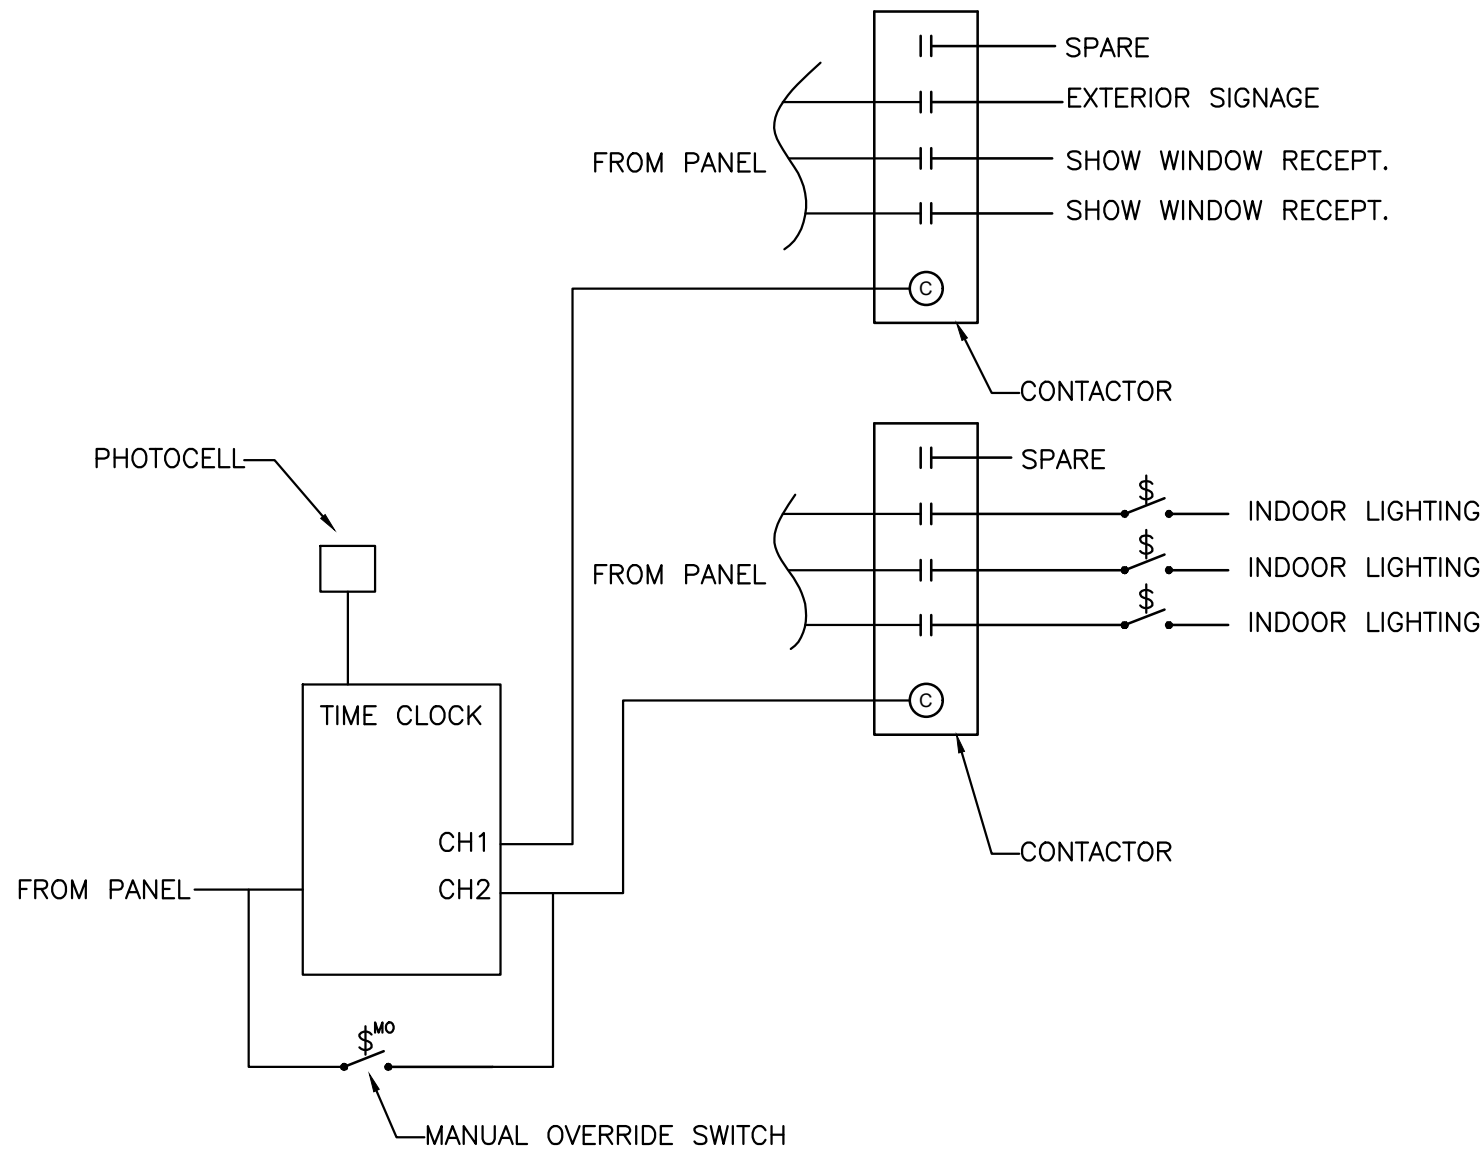 SPARE
EXTERIOR SIGNAGE
FROM PANEL
SHOW WINDOW RECEPT.
SHOW WINDOW RECEPT.
C
CONTACTOR
PHOTOCELL
SPARE
$
INDOOR LIGHTING
$
INDOOR LIGHTING
FROM PANEL
$
INDOOR LIGHTING
C
TIME CLOCK
CH1
CONTACTOR
FROM PANEL
CH2
$MO
MANUAL OVERRIDE SWITCH